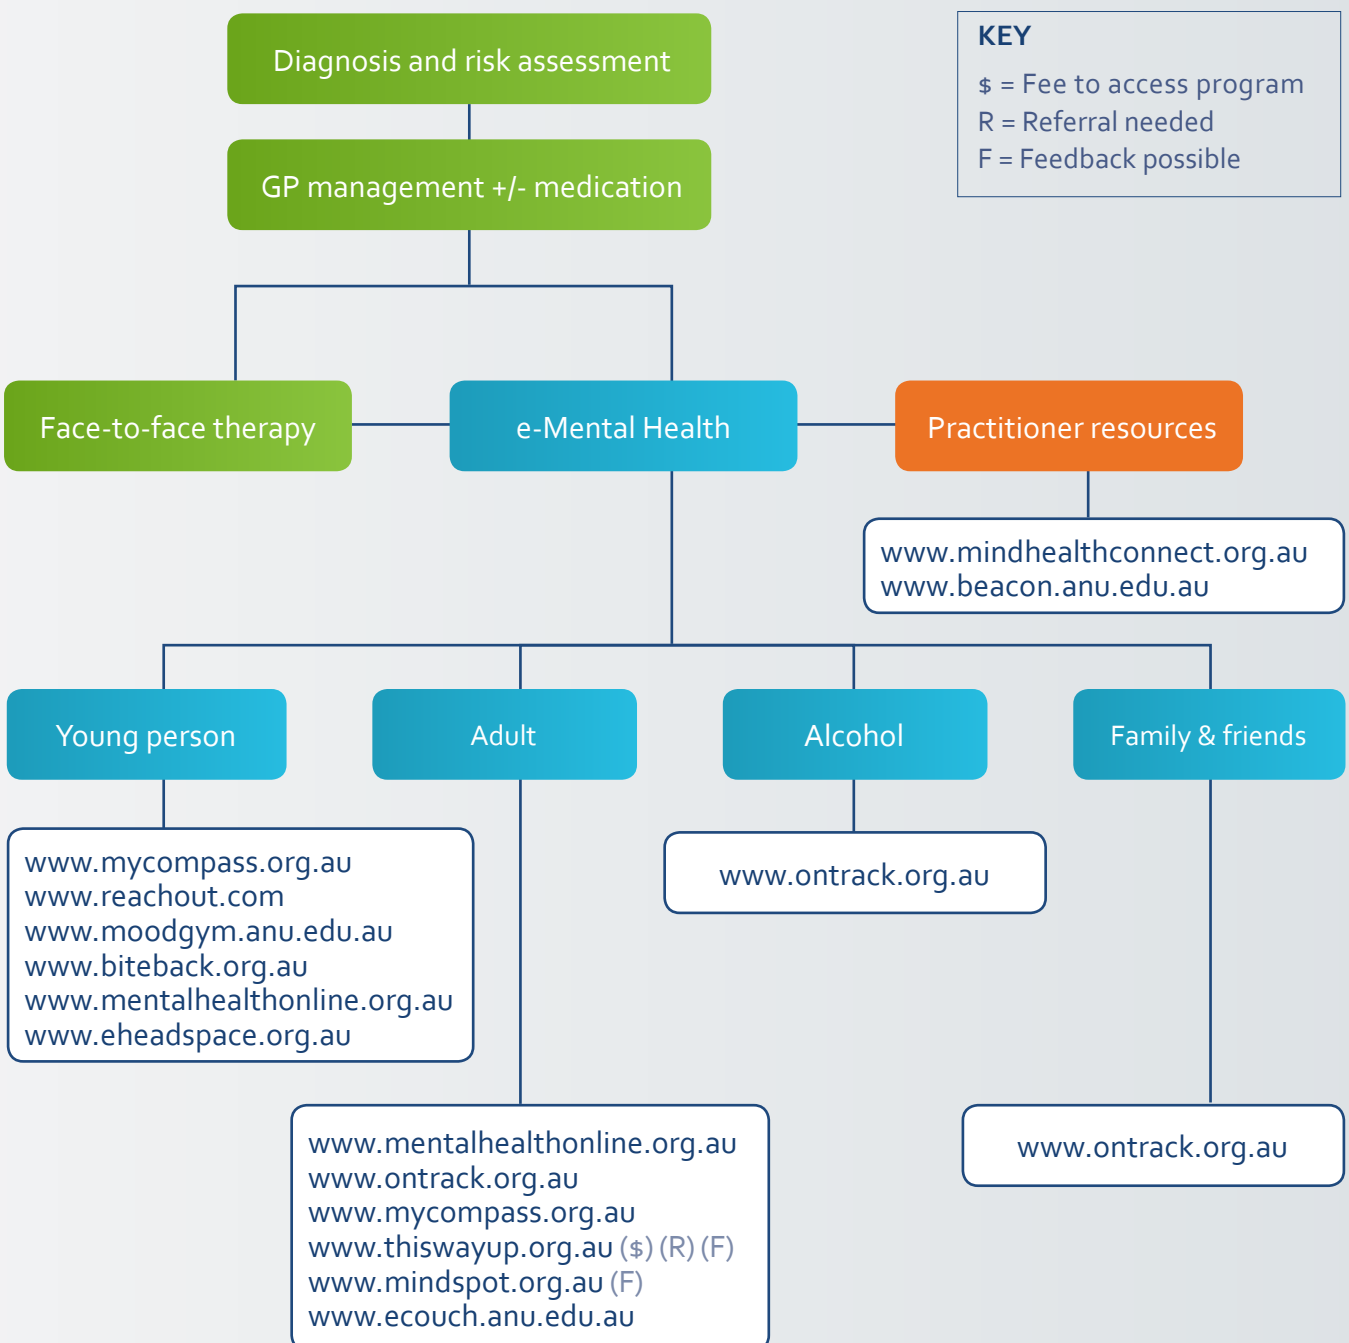 Diagnosis and risk assessment
KEY
$ = Fee to access program
R = Referral needed
F = Feedback possible
GP management +/- medication
Face-to-face therapy
e-Mental Health
Practitioner resources
www.mindhealthconnect.org.au
www.beacon.anu.edu.au
Young person
Adult
Alcohol
Family & friends
www.mycompass.org.au
www.reachout.com
www.moodgym.anu.edu.au
www.biteback.org.au
www.mentalhealthonline.org.au
www.eheadspace.org.au
www.ontrack.org.au
www.mentalhealthonline.org.au
www.ontrack.org.au
www.mycompass.org.au
www.thiswayup.org.au ($) (R) (F)
www.mindspot.org.au (F)
www.ecouch.anu.edu.au
www.ontrack.org.au